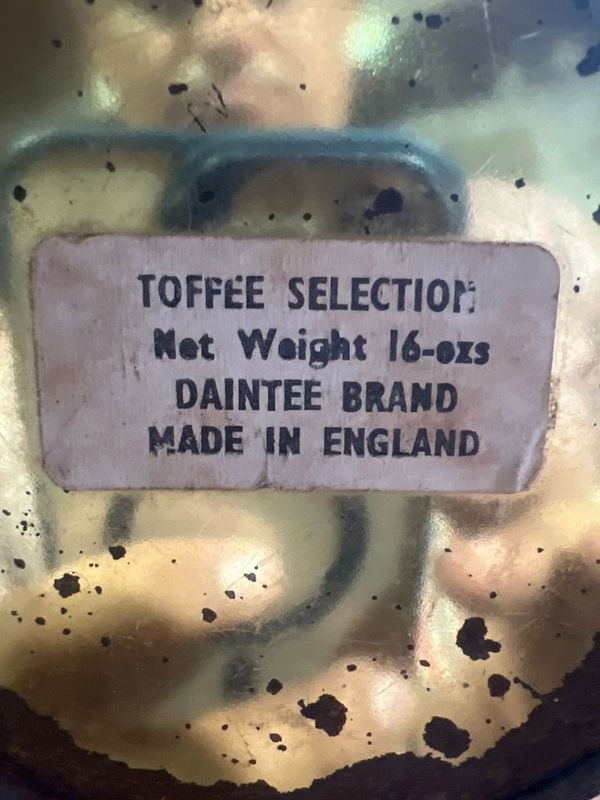 TOFFEE SELECTION
Net Weight 16-ozs
DAINTEE BRAND
MADE IN ENGLAND